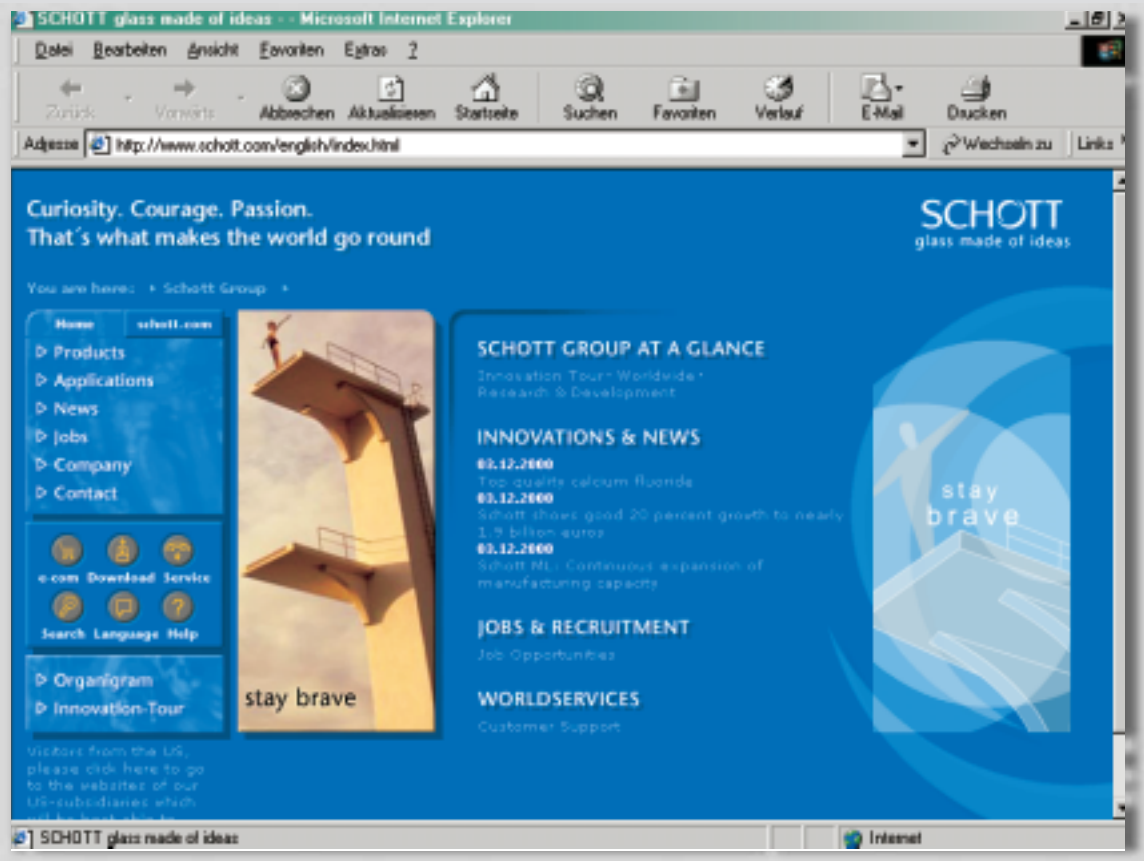 SCHOTT glass made of ideas - - Microsoft Internet Explorer
Datei Bearbeiten Ansicht Favoriten Extras ?
Zurück Vorwärts Abbrechen Aktualisieren Startseite Suchen Favoriten Verlauf E-Mail Drucken
Adresse http://www.schott.com/english/index.html Wechseln zu Links
Curiosity. Courage. Passion.
That´s what makes the world go round
SCHOTT
glass made of ideas
You are here: Schott Group
Home schott.com
Products
Applications
News
Jobs
Company
Contact
e-com Download Service
Search Language Help
Organigram
Innovation-Tour
Visitors from the US,
please click here to go
to the websites of our
US-subsidiaries which
stay brave
SCHOTT GROUP AT A GLANCE
Innovation Tour · Worldwide ·
Research & Development
INNOVATIONS & NEWS
03.12.2000
Top quality calcium fluoride
03.12.2000
Schott shows good 20 percent growth to nearly
1.9 billion euros
03.12.2000
Schott ML: Continuous expansion of
manufacturing capacity
JOBS & RECRUITMENT
Job Opportunities
WORLDSERVICES
Customer Support
stay
brave
SCHOTT glass made of ideas
Internet